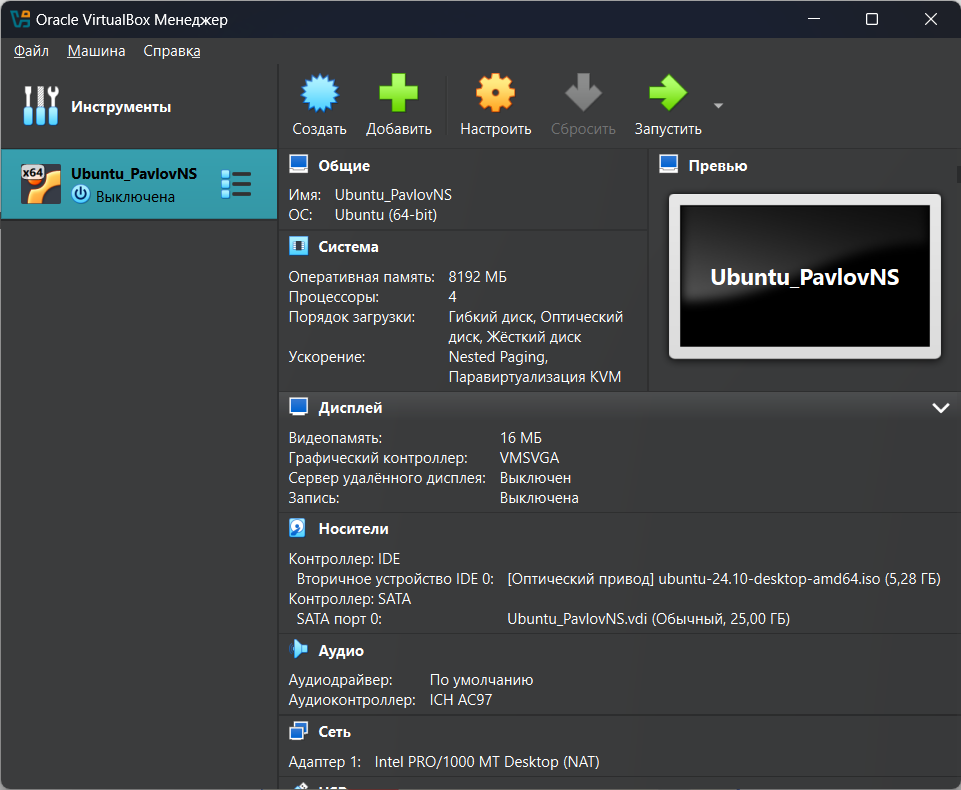 Oracle VirtualBox Менеджер
Файл Машина Справка
Инструменты
Создать Добавить Настроить Сбросить Запустить
x64
Ubuntu_PavlovNS
Выключена
Общие
Имя: Ubuntu_PavlovNS
ОС: Ubuntu (64-bit)
Превью
Ubuntu_PavlovNS
Система
Оперативная память: 8192 МБ
Процессоры: 4
Порядок загрузки: Гибкий диск, Оптический
диск, Жёсткий диск
Ускорение: Nested Paging,
Паравиртуализация KVM
Дисплей
Видеопамять: 16 МБ
Графический контроллер: VMSVGA
Сервер удалённого дисплея: Выключен
Запись: Выключена
Носители
Контроллер: IDE
Вторичное устройство IDE 0: [Оптический привод] ubuntu-24.10-desktop-amd64.iso (5,28 ГБ)
Контроллер: SATA
SATA порт 0: Ubuntu_PavlovNS.vdi (Обычный, 25,00 ГБ)
Аудио
Аудиодрайвер: По умолчанию
Аудиоконтроллер: ICH AC97
Сеть
Адаптер 1: Intel PRO/1000 MT Desktop (NAT)